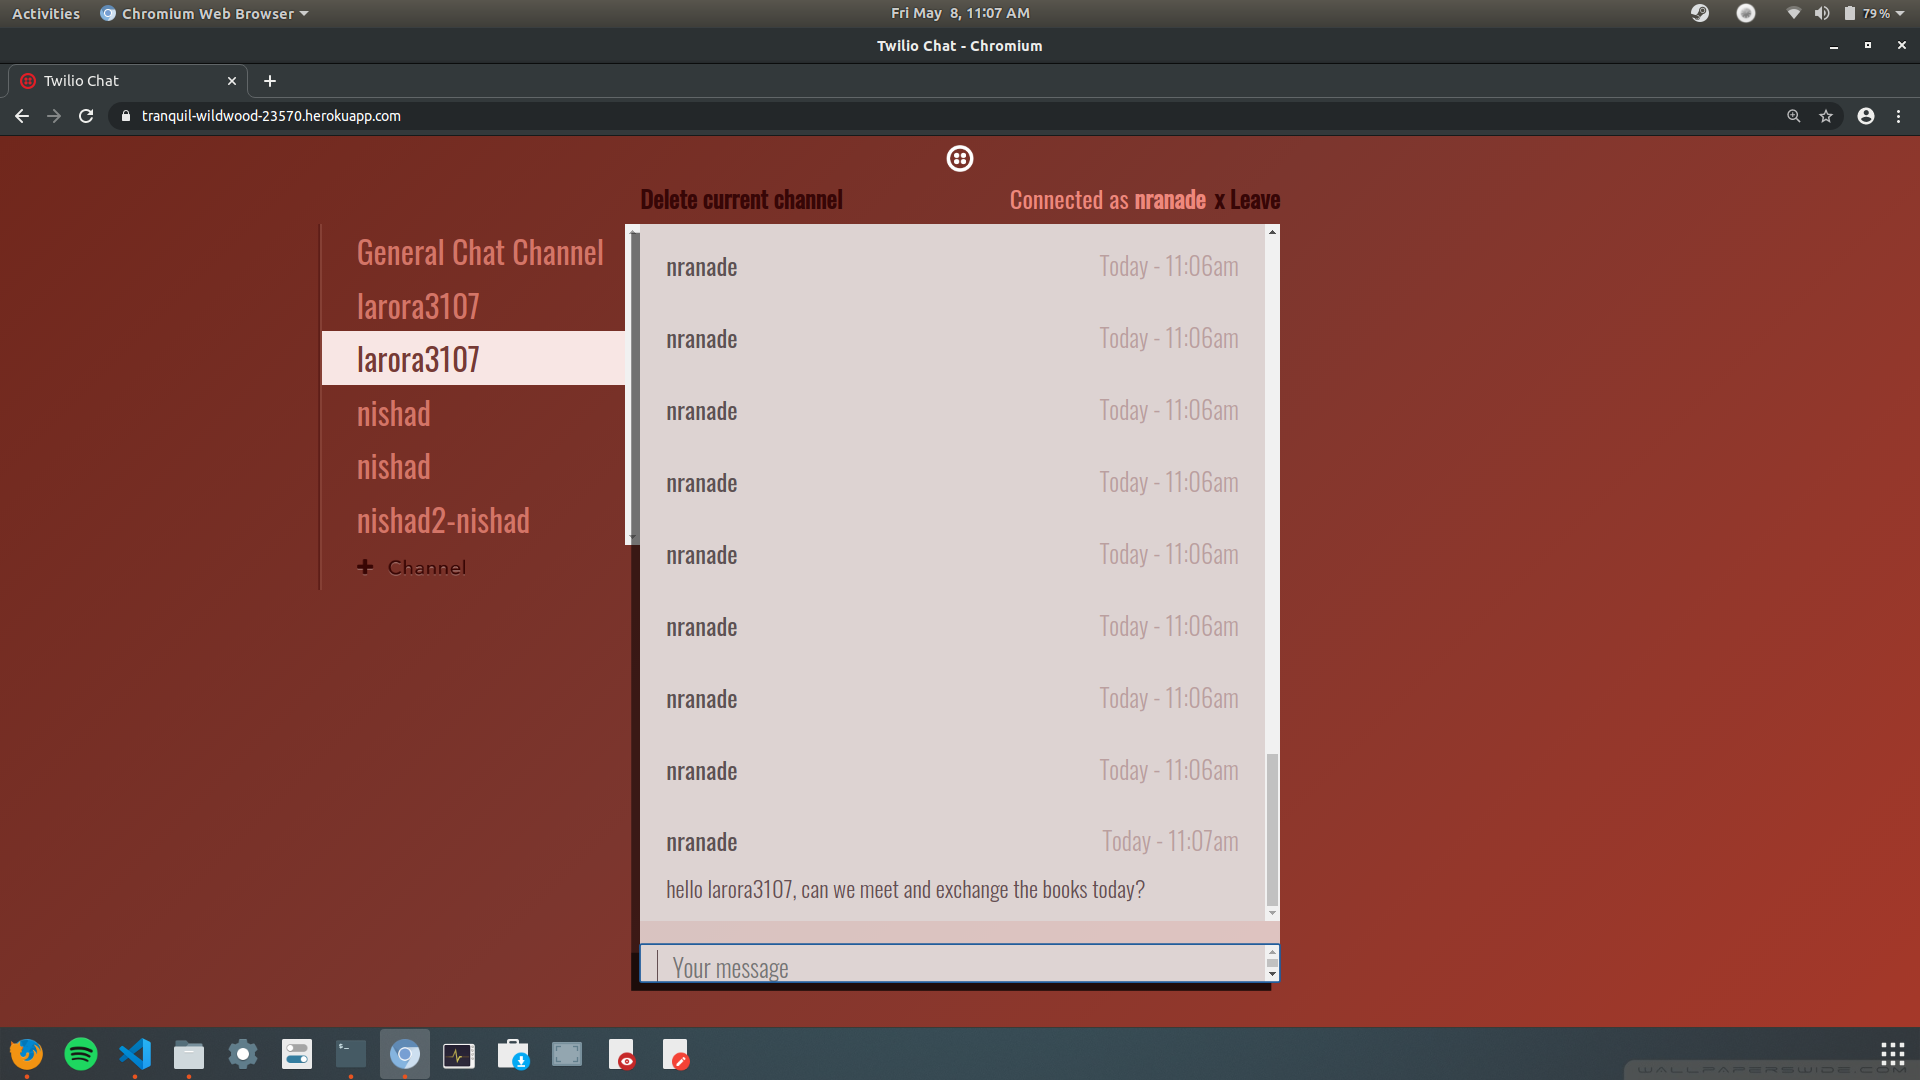 Activities
Chromium Web Browser
Fri May 8, 11:07 AM
79 %
Twilio Chat - Chromium
Twilio Chat
tranquil-wildwood-23570.herokuapp.com
Delete current channel
Connected as nranade x Leave
General Chat Channel
larora3107
larora3107
nishad
nishad
nishad2-nishad
Channel
nranade Today - 11:06am
nranade Today - 11:06am
nranade Today - 11:06am
nranade Today - 11:06am
nranade Today - 11:06am
nranade Today - 11:06am
nranade Today - 11:06am
nranade Today - 11:06am
nranade Today - 11:07am
hello larora3107, can we meet and exchange the books today?
Your message
WALLPAPERSWIDE.COM